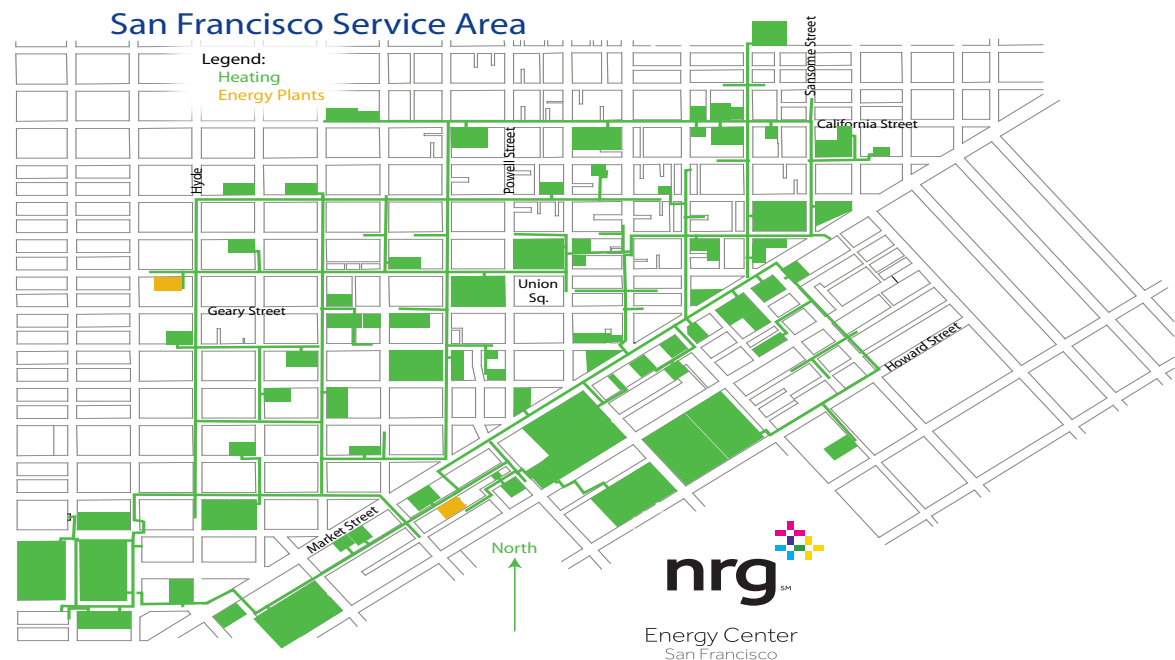 San Francisco Service Area
Legend:
Heating
Energy Plants
Sansome Street
California Street
Powell Street
Hyde
Union
Sq.
Geary Street
Howard Street
Market Street
North
nrg
SM
Energy Center
San Francisco